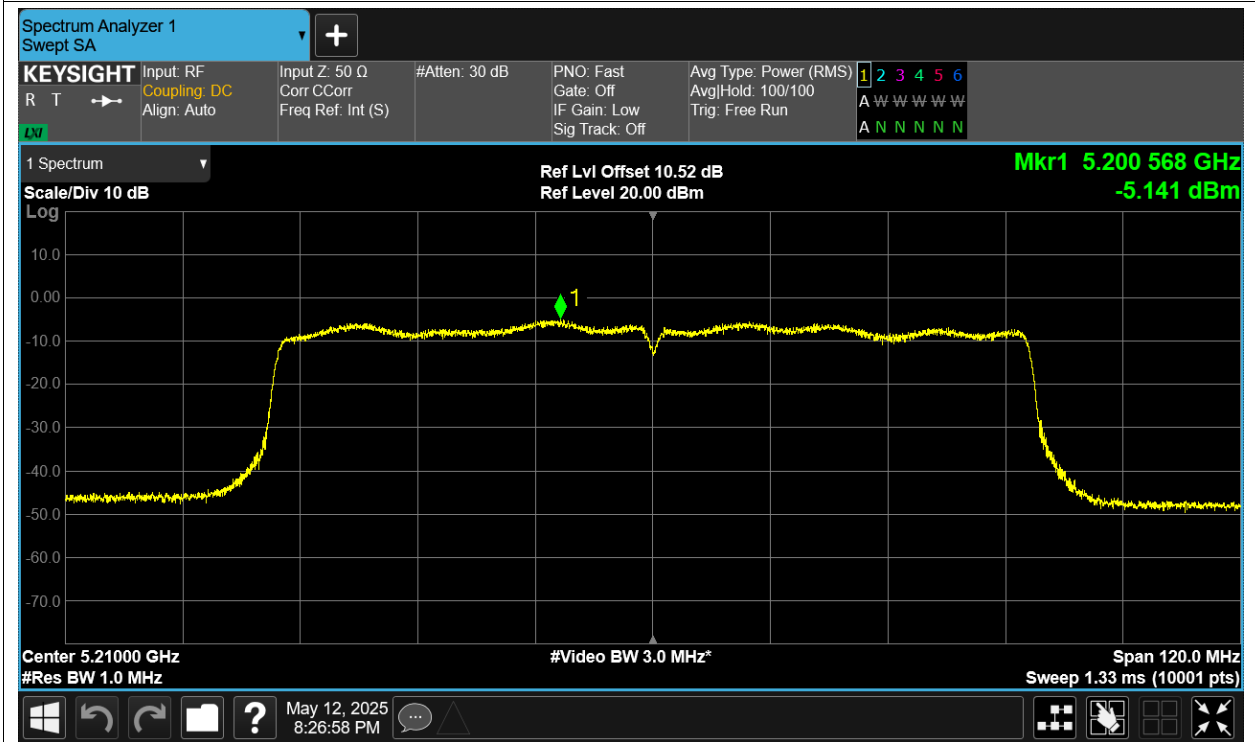 Spectrum Analyzer 1
Swept SA
+
KEYSIGHT
R T
LXI
Input: RF
Coupling: DC
Align: Auto
Input Z: 50 Ω
Corr CCorr
Freq Ref: Int (S)
#Atten: 30 dB
PNO: Fast
Gate: Off
IF Gain: Low
Sig Track: Off
Avg Type: Power (RMS)
Avg|Hold: 100/100
Trig: Free Run
1 2 3 4 5 6
A W W W W W
A N N N N N
1 Spectrum
Scale/Div 10 dB
Ref Lvl Offset 10.52 dB
Ref Level 20.00 dBm
Mkr1 5.200 568 GHz
-5.141 dBm
Log
10.0
0.00
-10.0
-20.0
-30.0
-40.0
-50.0
-60.0
-70.0
1
Center 5.21000 GHz
#Res BW 1.0 MHz
#Video BW 3.0 MHz*
Span 120.0 MHz
Sweep 1.33 ms (10001 pts)
?
May 12, 2025
8:26:58 PM